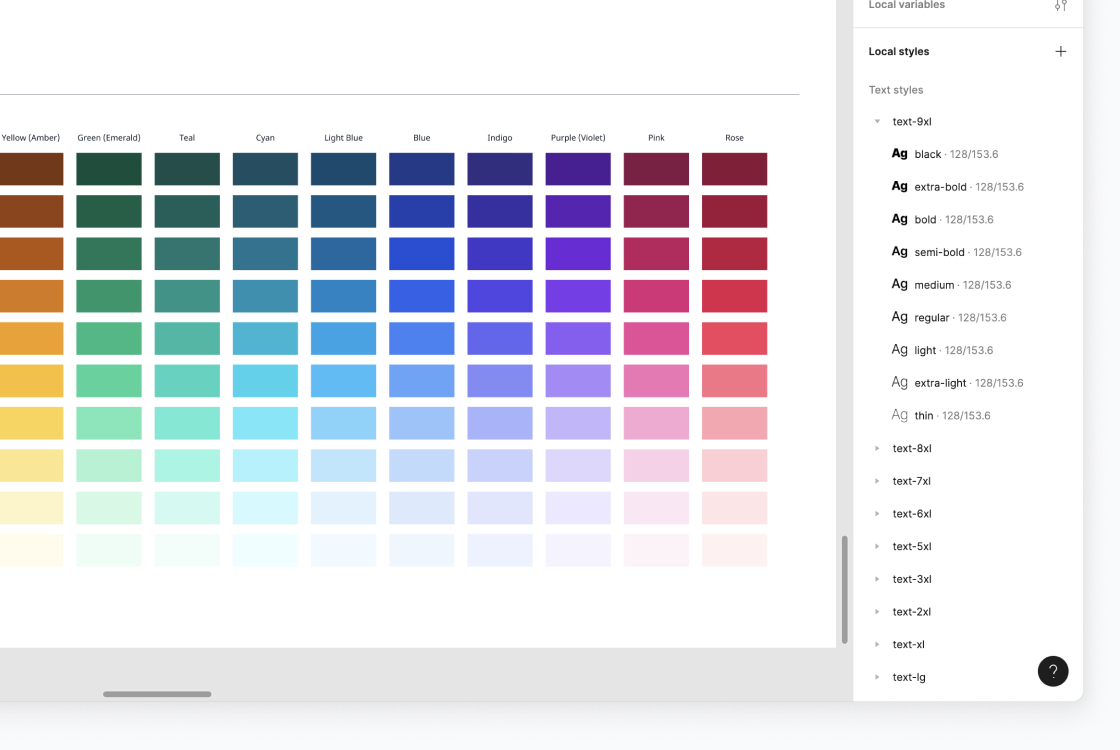 Local variables
Local styles
Text styles
text-9xl
Ag black · 128/153.6
Ag extra-bold · 128/153.6
Ag bold · 128/153.6
Ag semi-bold · 128/153.6
Ag medium · 128/153.6
Ag regular · 128/153.6
Ag light · 128/153.6
Ag extra-light · 128/153.6
Ag thin · 128/153.6
text-8xl
text-7xl
text-6xl
text-5xl
text-3xl
text-2xl
text-xl
text-lg
?
Yellow (Amber) Green (Emerald) Teal Cyan Light Blue Blue Indigo Purple (Violet) Pink Rose